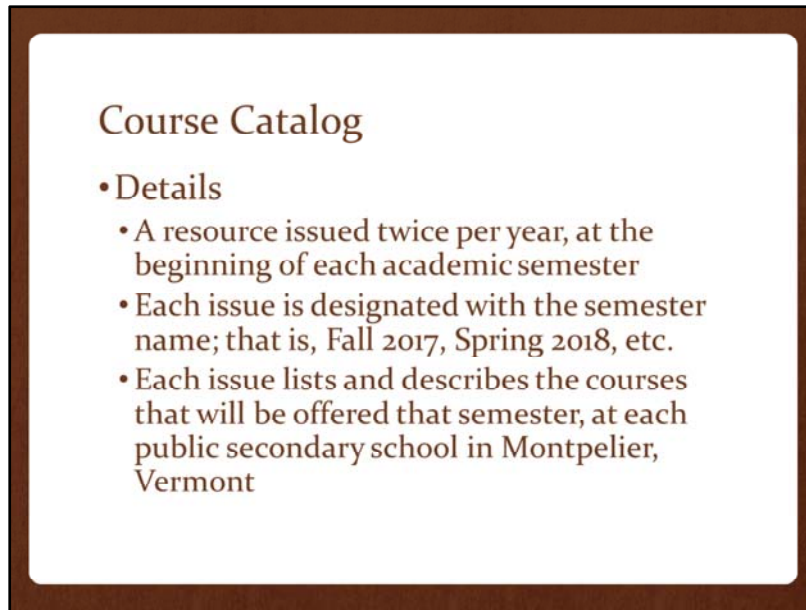 Course Catalog
• Details
• A resource issued twice per year, at the
beginning of each academic semester
• Each issue is designated with the semester
name; that is, Fall 2017, Spring 2018, etc.
• Each issue lists and describes the courses
that will be offered that semester, at each
public secondary school in Montpelier,
Vermont